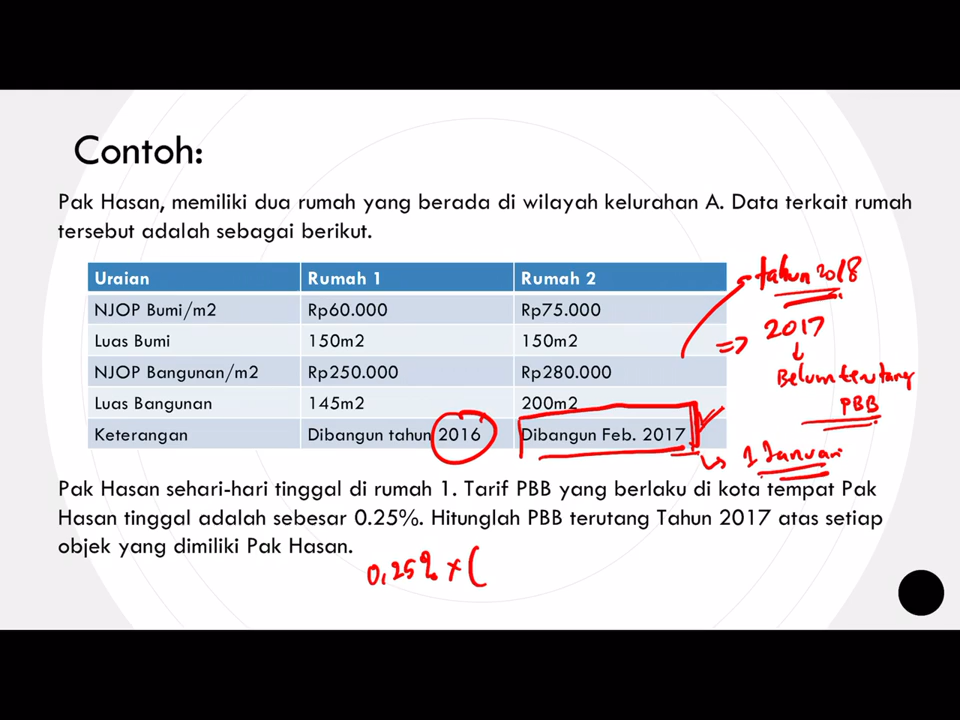 Contoh:
Pak Hasan, memiliki dua rumah yang berada di wilayah kelurahan A. Data terkait rumah
tersebut adalah sebagai berikut.
Uraian Rumah 1 Rumah 2
NJOP Bumi/m2 Rp60.000 Rp75.000
Luas Bumi 150m2 150m2
NJOP Bangunan/m2 Rp250.000 Rp280.000
Luas Bangunan 145m2 200m2
Keterangan Dibangun tahun 2016 Dibangun Feb. 2017
tahun 2018
=> 2017
↓
Belum terutang
PBB
↳ 1 Januari
Pak Hasan sehari-hari tinggal di rumah 1. Tarif PBB yang berlaku di kota tempat Pak
Hasan tinggal adalah sebesar 0.25%. Hitunglah PBB terutang Tahun 2017 atas setiap
objek yang dimiliki Pak Hasan.
0,25% x (